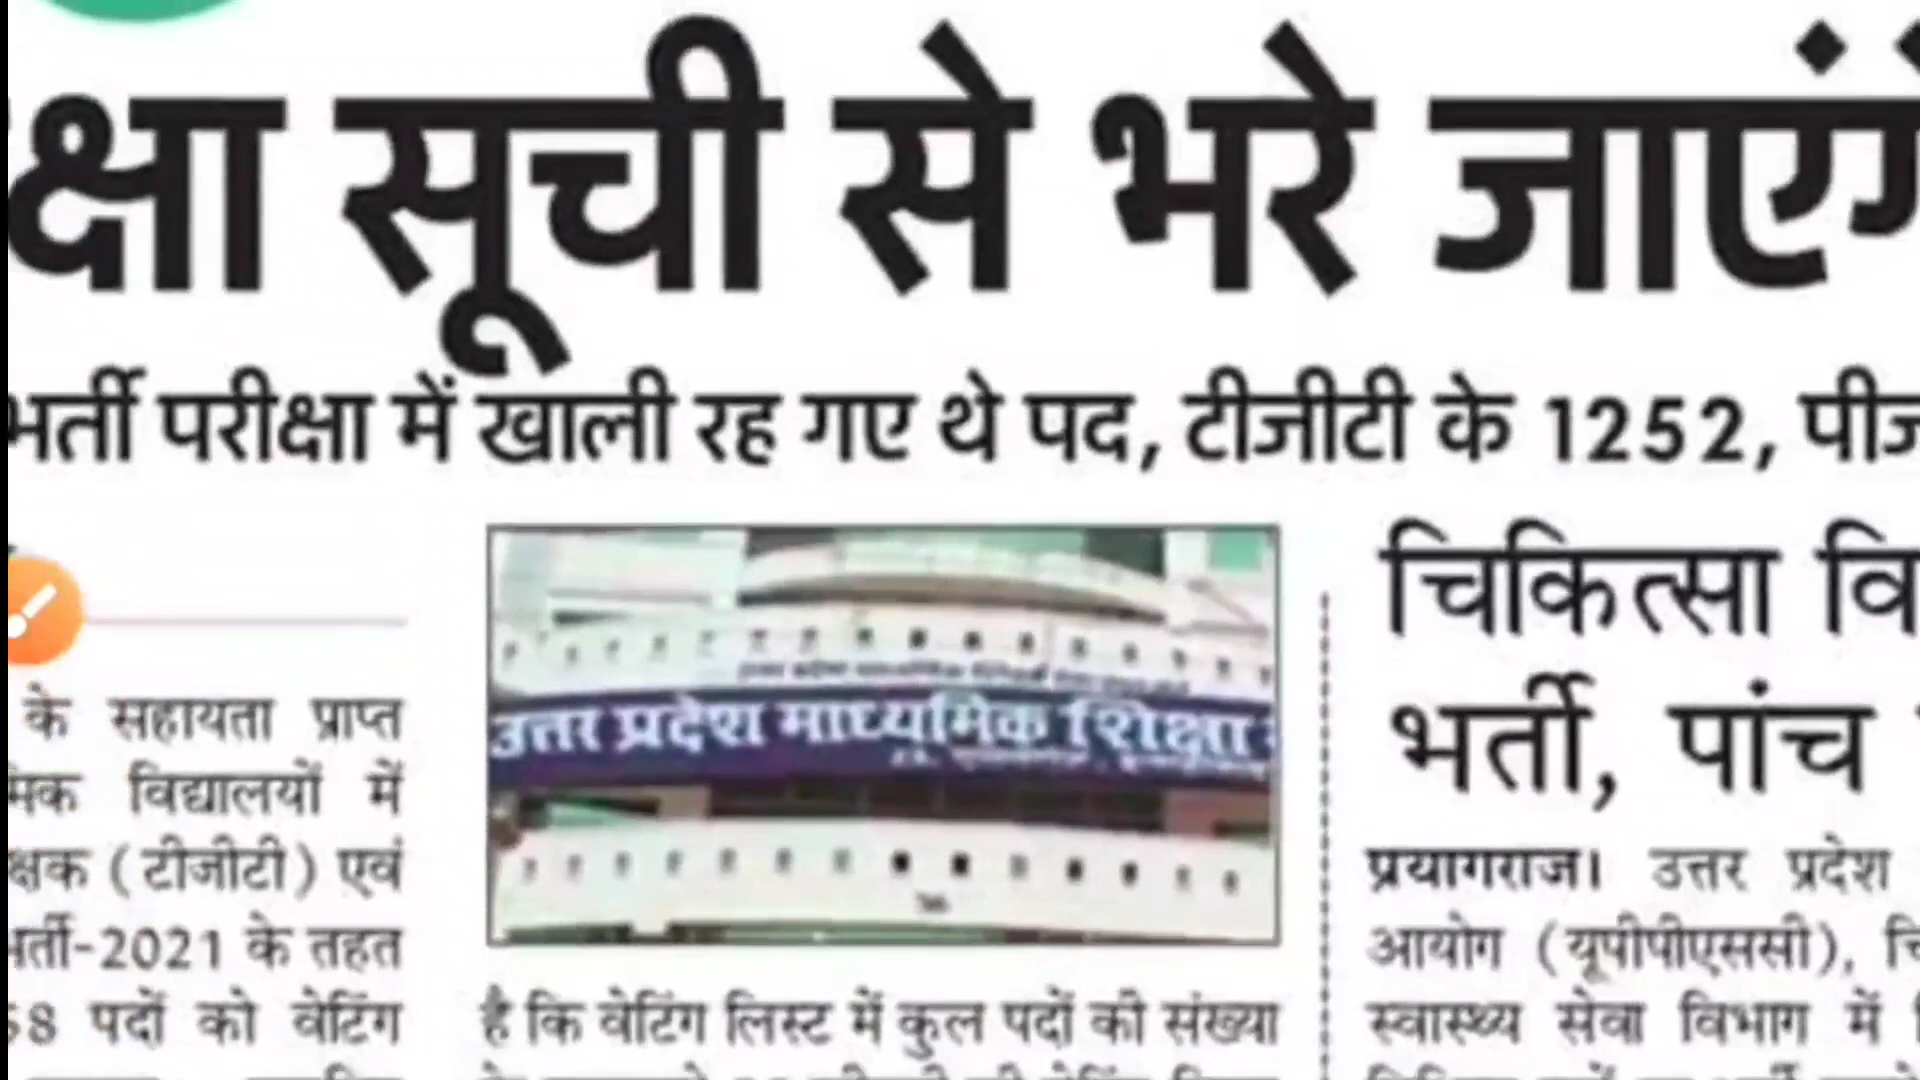 क्षा सूची से भरे जाएंगे
भर्ती परीक्षा में खाली रह गए थे पद, टीजीटी के 1252, पीज
के सहायता प्राप्त
मिक विद्यालयों में
क्षक (टीजीटी) एवं
भर्ती-2021 के तहत
58 पदों को वेटिंग
उत्तर प्रदेश माध्यमिक शिक्षा
है कि वेटिंग लिस्ट में कुल पदों की संख्या
चिकित्सा वि
भर्ती, पांच
प्रयागराज। उत्तर प्रदेश
आयोग (यूपीपीएससी), चि
स्वास्थ्य सेवा विभाग में